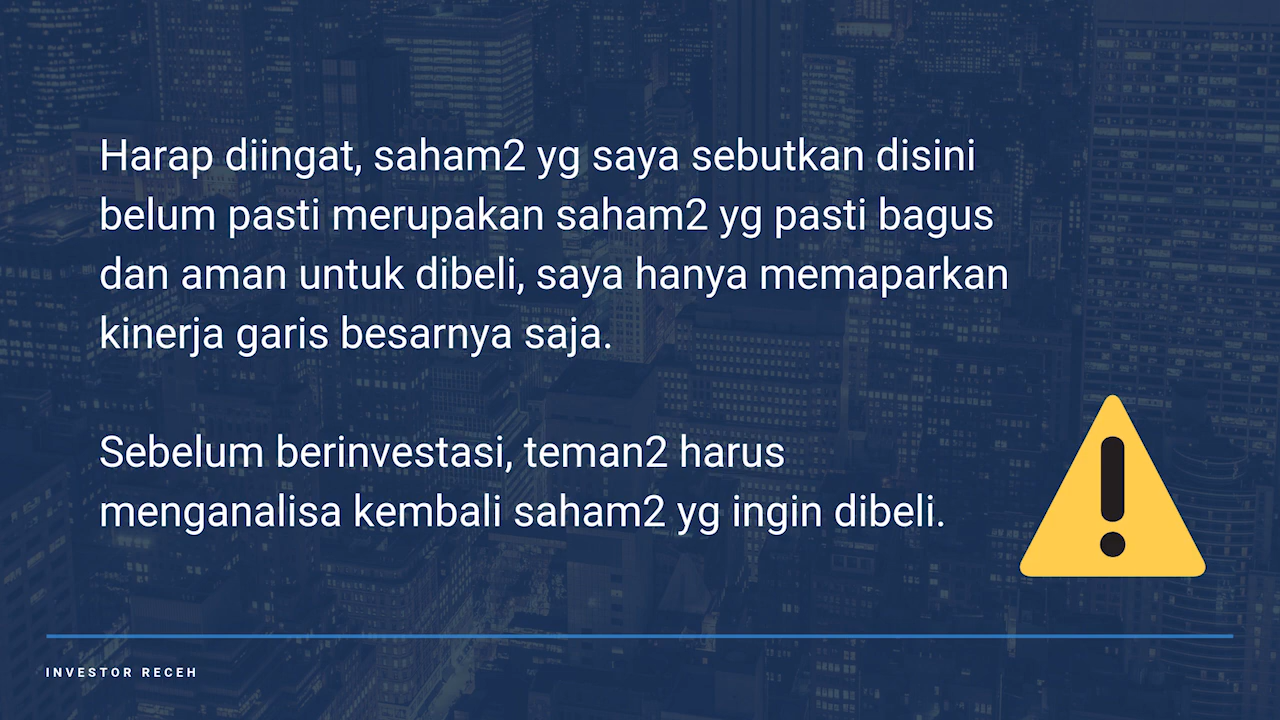 Harap diingat, saham2 yg saya sebutkan disini
belum pasti merupakan saham2 yg pasti bagus
dan aman untuk dibeli, saya hanya memaparkan
kinerja garis besarnya saja.
Sebelum berinvestasi, teman2 harus
menganalisa kembali saham2 yg ingin dibeli.
INVESTOR RECEH